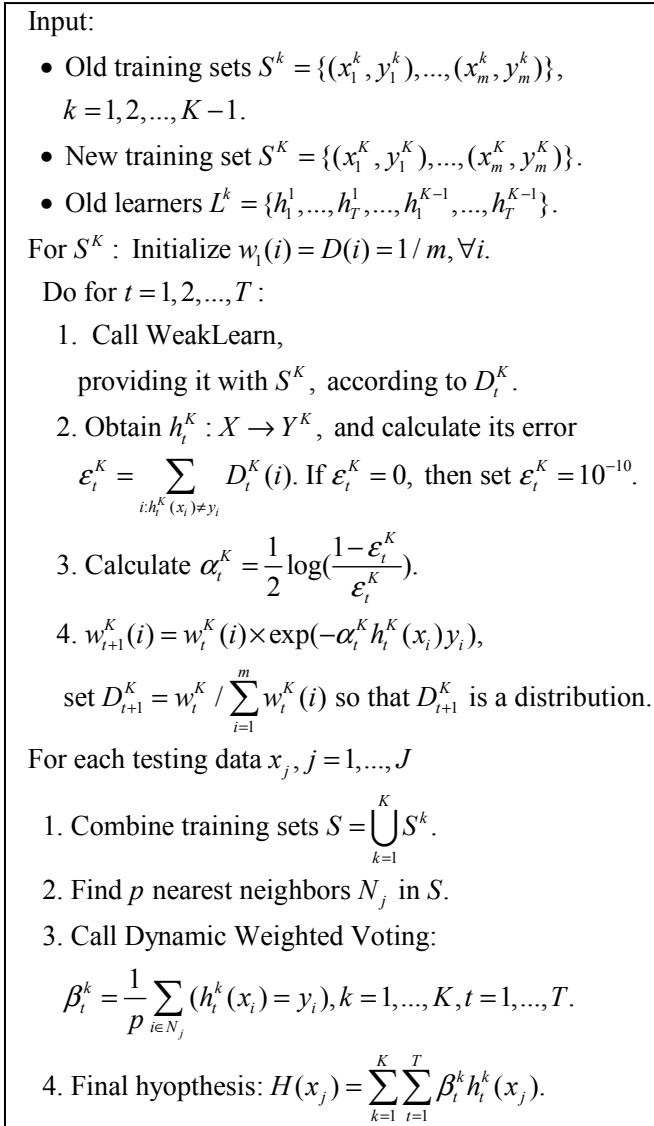 Input:
• Old training sets S^k = {(x_1^k, y_1^k),...,(x_m^k, y_m^k)},
k = 1, 2,..., K −1.
• New training set S^K = {(x_1^K, y_1^K),...,(x_m^K, y_m^K)}.
• Old learners L^k = {h_1^1,..., h_T^1,..., h_1^{K−1},..., h_T^{K−1}}.
For S^K : Initialize w_1(i) = D(i) = 1/ m, ∀i.
Do for t = 1, 2,..., T :
1. Call WeakLearn,
providing it with S^K, according to D_t^K.
2. Obtain h_t^K : X → Y^K, and calculate its error
ε_t^K = ∑_{i:h_t^K(x_i)≠y_i} D_t^K(i). If ε_t^K = 0, then set ε_t^K = 10^{−10}.
3. Calculate α_t^K = \frac{1}{2} log(\frac{1−ε_t^K}{ε_t^K}).
4. w_{t+1}^K(i) = w_t^K(i)×exp(−α_t^K h_t^K(x_i)y_i),
set D_{t+1}^K = w_t^K / ∑_{i=1}^m w_t^K(i) so that D_{t+1}^K is a distribution.
For each testing data x_j, j = 1,..., J
1. Combine training sets S = ⋃_{k=1}^K S^k.
2. Find p nearest neighbors N_j in S.
3. Call Dynamic Weighted Voting:
β_t^k = \frac{1}{p} ∑_{i∈N_j} (h_t^k(x_i) = y_i), k = 1,..., K, t = 1,..., T.
4. Final hyopthesis: H(x_j) = ∑_{k=1}^K ∑_{t=1}^T β_t^k h_t^k(x_j).